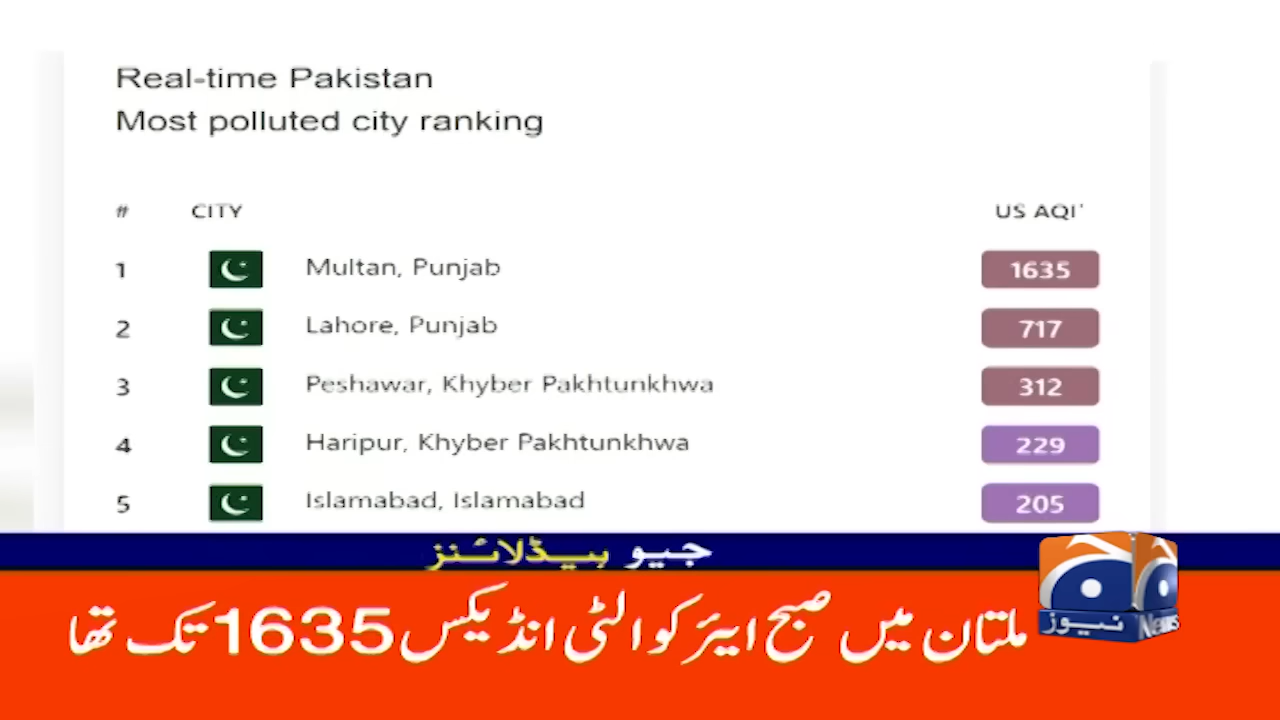 Real-time Pakistan
Most polluted city ranking
# CITY US AQI*
1 Multan, Punjab 1635
2 Lahore, Punjab 717
3 Peshawar, Khyber Pakhtunkhwa 312
4 Haripur, Khyber Pakhtunkhwa 229
5 Islamabad, Islamabad 205
جیو ہیڈلائنز
ملتان میں صبح ایئر کوالٹی انڈیکس 1635 تک تھا
نیوز News